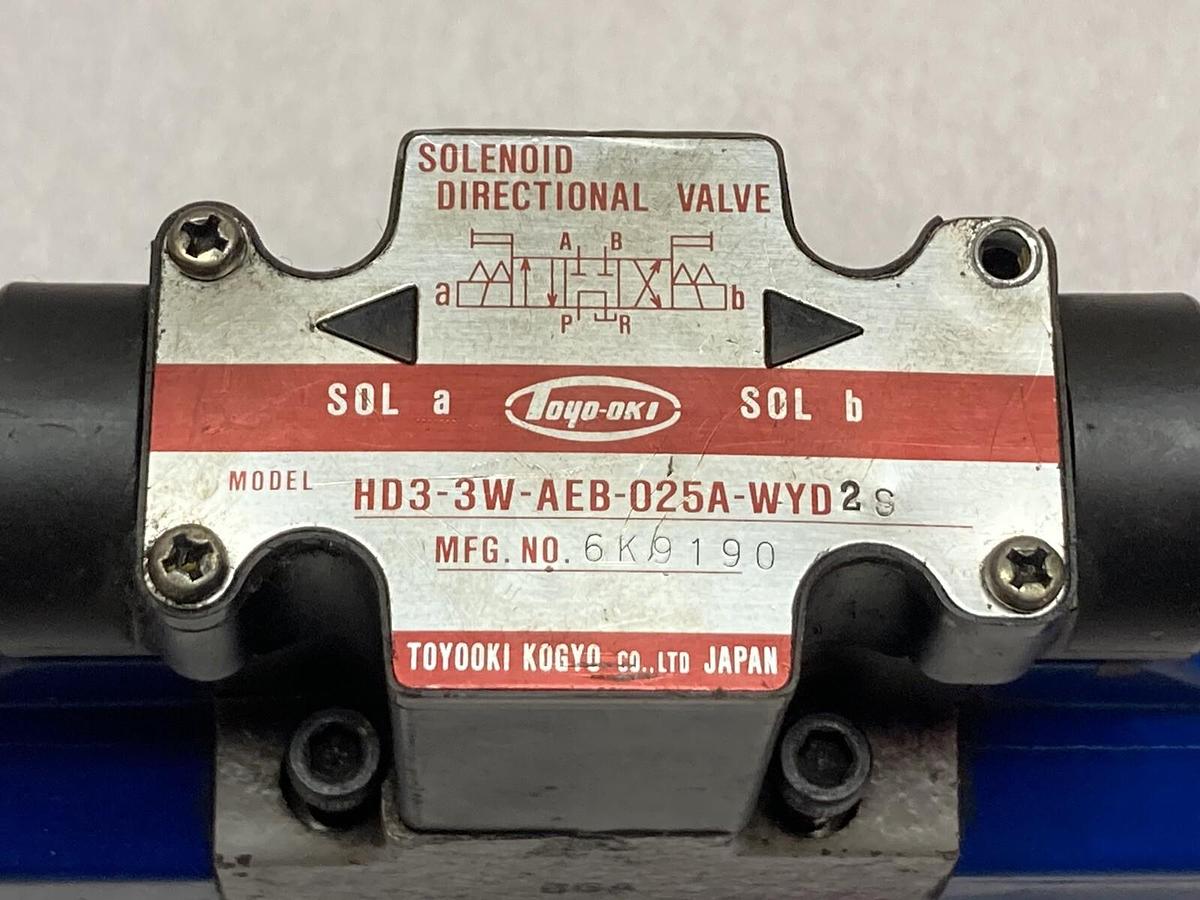 SOLENOID
DIRECTIONAL VALVE
A B
a b
P R
SOL a TOYO-OKI SOL b
MODEL HD3-3W-AEB-025A-WYD2S
MFG. NO. 6K9190
TOYOOKI KOGYO CO.,LTD JAPAN